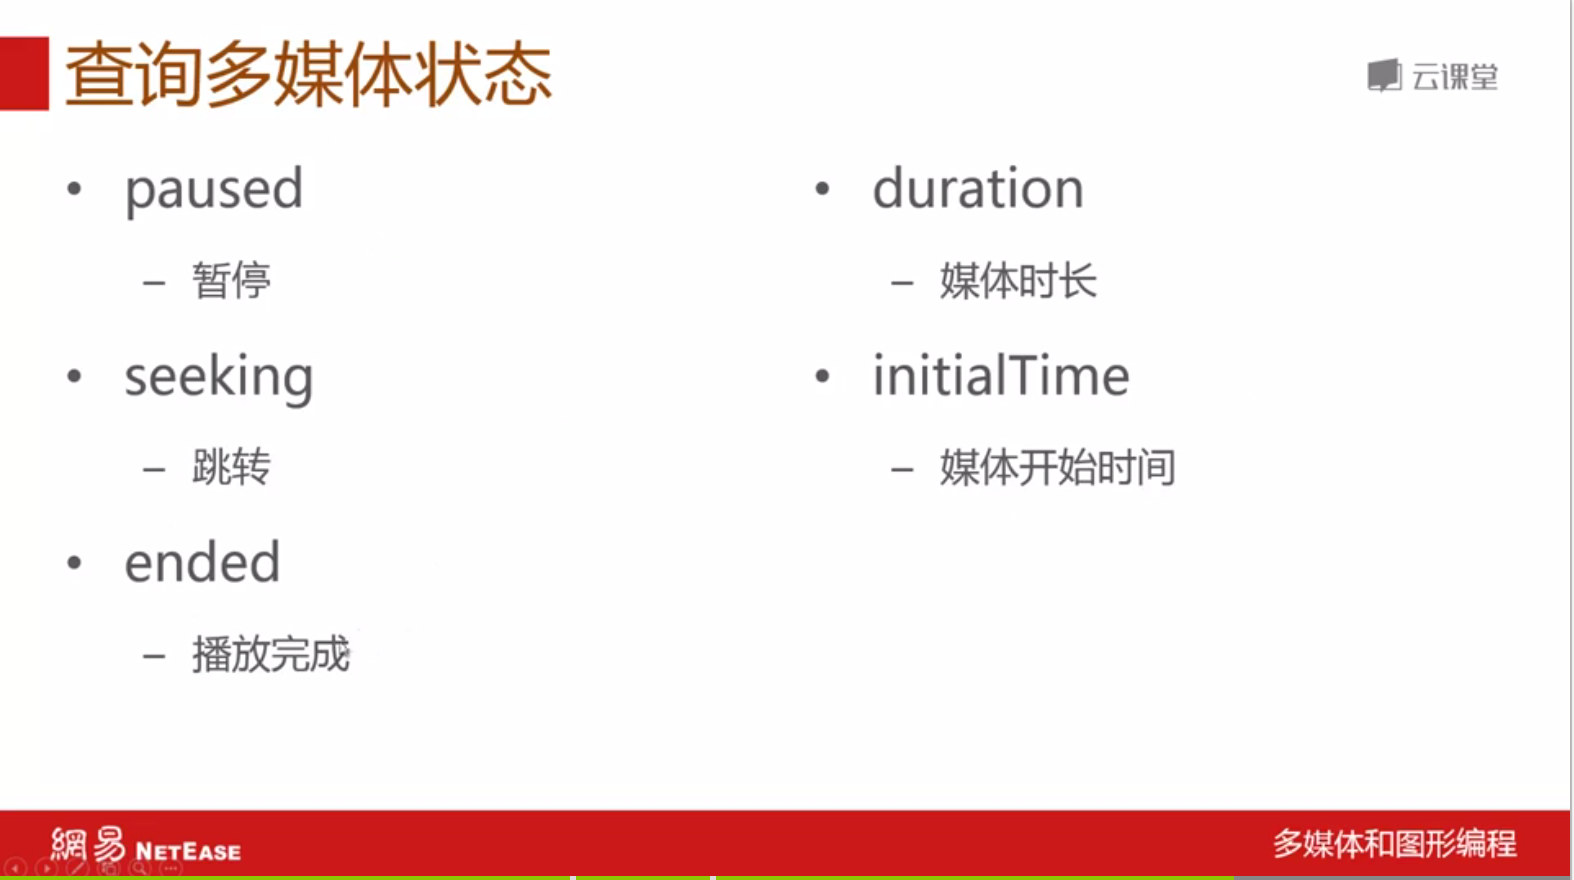 查询多媒体状态
云课堂
• paused
– 暂停
• seeking
– 跳转
• ended
– 播放完成
• duration
– 媒体时长
• initialTime
– 媒体开始时间
網易 NETEASE
多媒体和图形编程